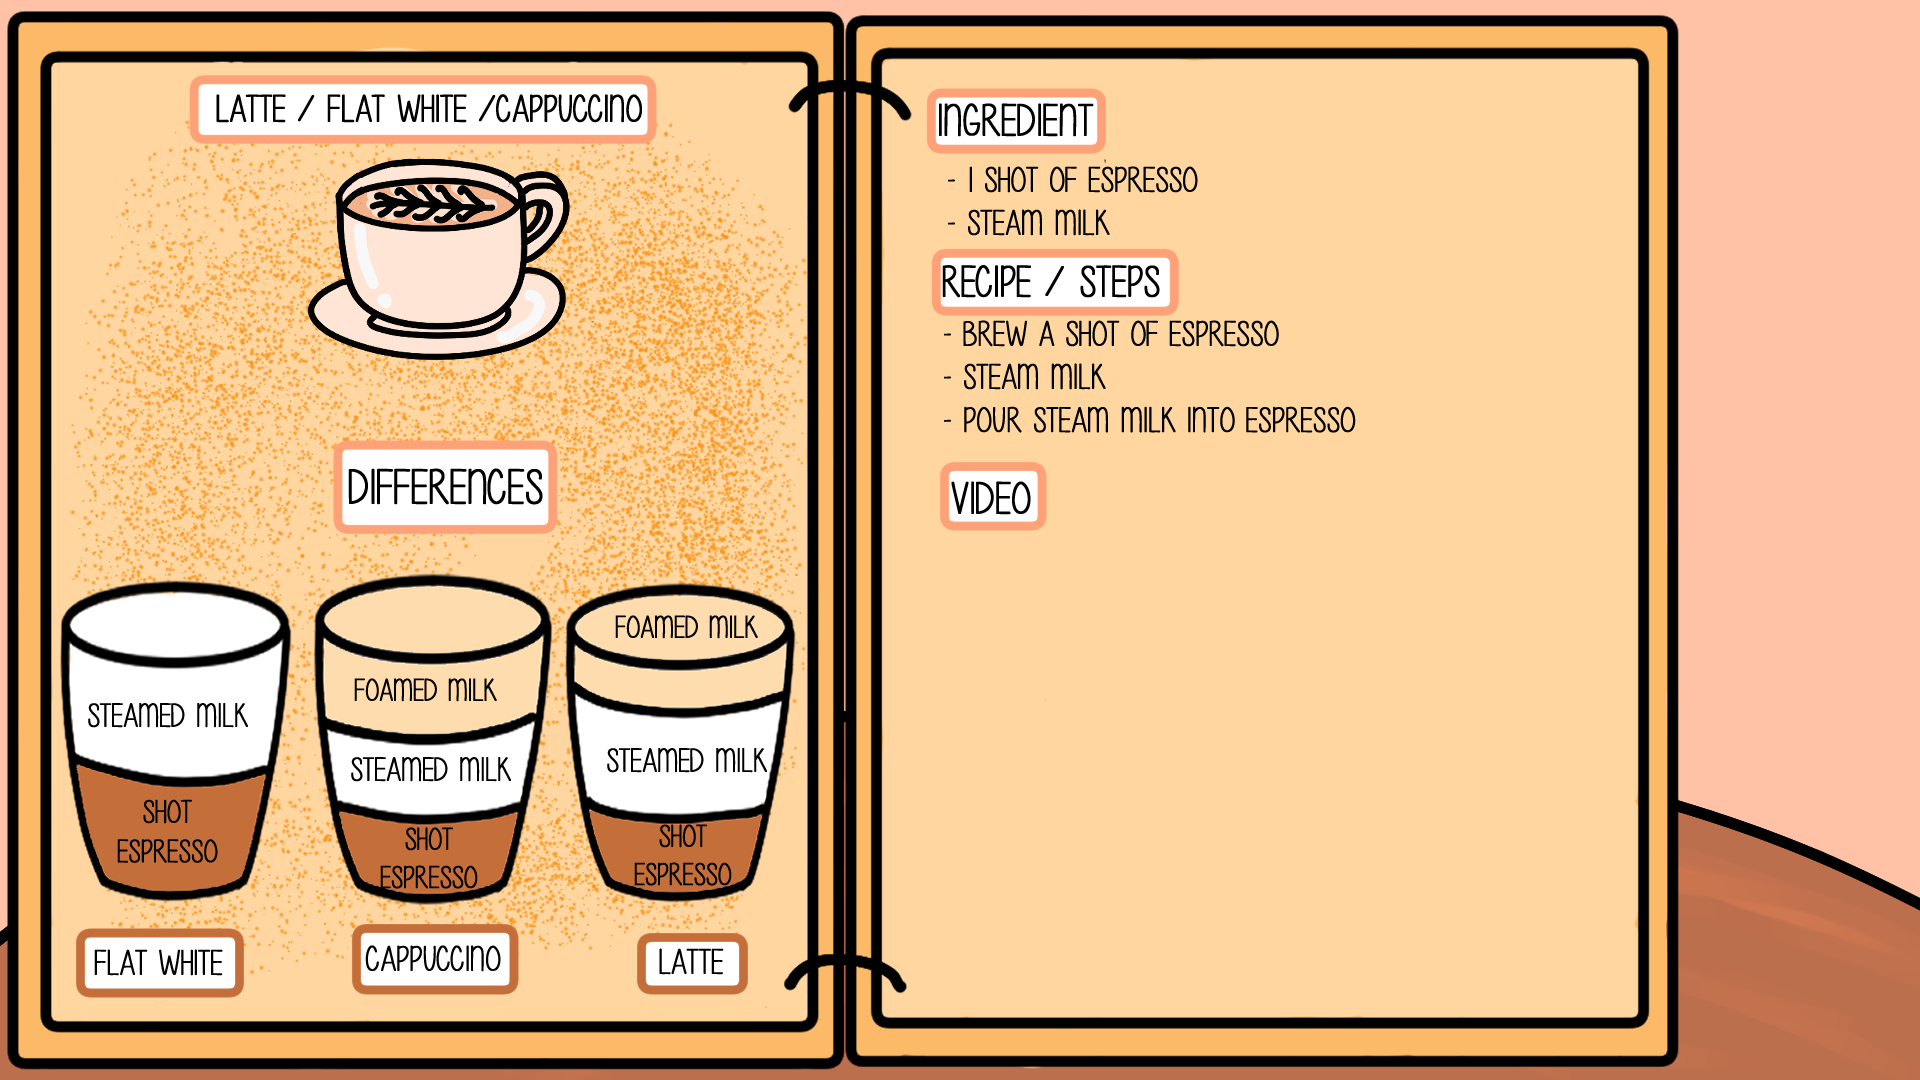 LATTE / FLAT WHITE /CAPPUCCINO
DIFFERENCES
STEAMED MILK
SHOT
ESPRESSO
FLAT WHITE
FOAMED MILK
STEAMED MILK
SHOT
ESPRESSO
CAPPUCCINO
FOAMED MILK
STEAMED MILK
SHOT
ESPRESSO
LATTE
INGREDIENT
- 1 SHOT OF ESPRESSO
- STEAM MILK
RECIPE / STEPS
- BREW A SHOT OF ESPRESSO
- STEAM MILK
- POUR STEAM MILK INTO ESPRESSO
VIDEO